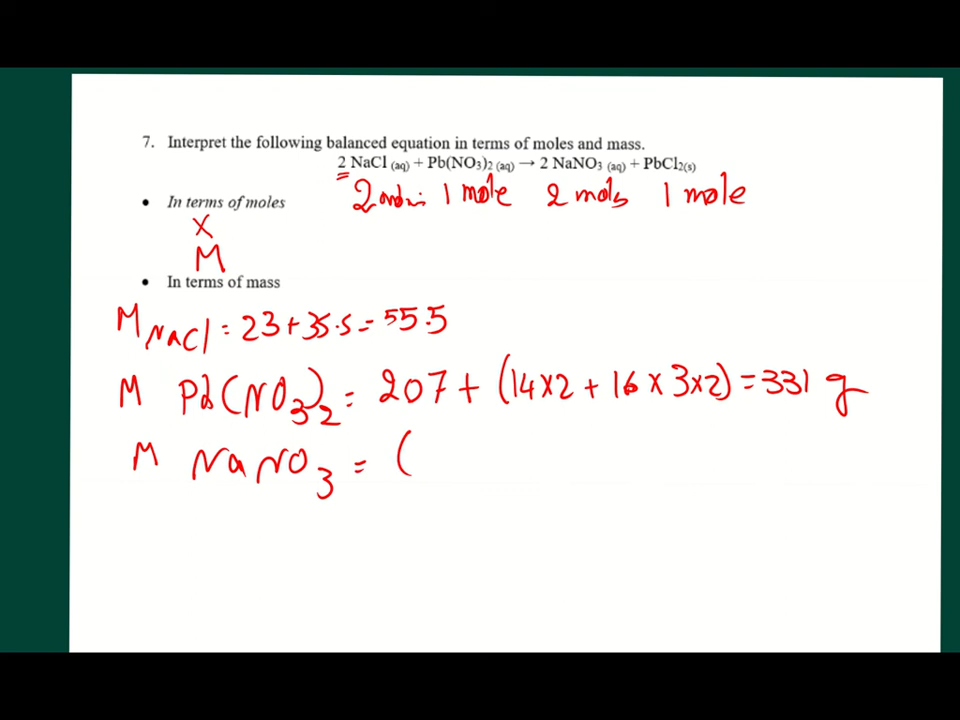 7. Interpret the following balanced equation in terms of moles and mass.
2 NaCl (aq) + Pb(NO3)2 (aq) → 2 NaNO3 (aq) + PbCl2(s)
2 moles 1 mole 2 mols 1 mole
• In terms of moles
X
M
• In terms of mass
M NaCl = 23+35.5=55.5
M Pb(NO3)2 = 207 + (14x2 + 16 x 3x2) = 331 g
M NaNO3 = (